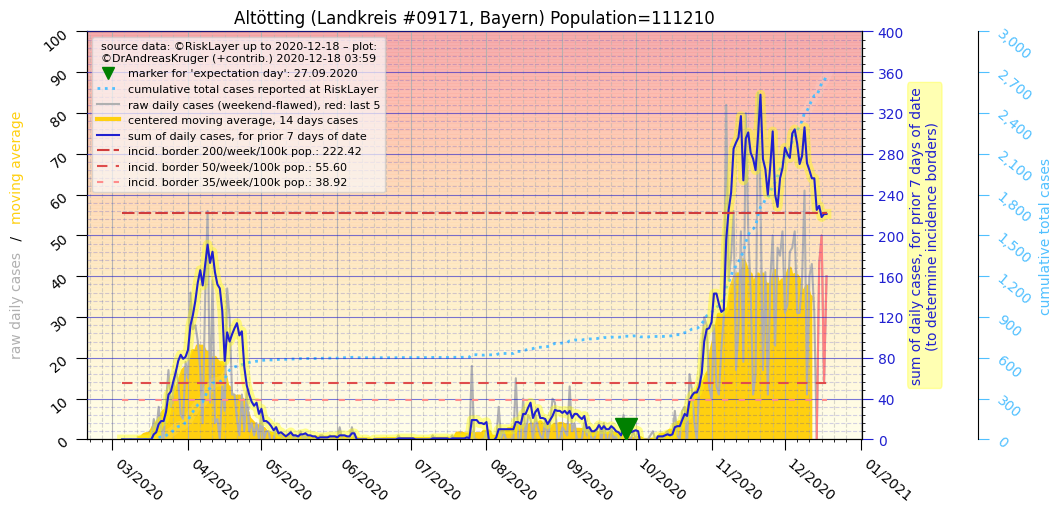 Altötting (Landkreis #09171, Bayern) Population=111210
source data: ©RiskLayer up to 2020-12-18 – plot:
©DrAndreasKruger (+contrib.) 2020-12-18 03:59
marker for 'expectation day': 27.09.2020
cumulative total cases reported at RiskLayer
raw daily cases (weekend-flawed), red: last 5
centered moving average, 14 days cases
sum of daily cases, for prior 7 days of date
incid. border 200/week/100k pop.: 222.42
incid. border 50/week/100k pop.: 55.60
incid. border 35/week/100k pop.: 38.92
raw daily cases / moving average
100
90
80
70
60
50
40
30
20
10
0
400
360
320
280
240
200
160
120
80
40
0
sum of daily cases, for prior 7 days of date
(to determine incidence borders)
3,000
2,700
2,400
2,100
1,800
1,500
1,200
900
600
300
0
cumulative total cases
03/2020
04/2020
05/2020
06/2020
07/2020
08/2020
09/2020
10/2020
11/2020
12/2020
01/2021